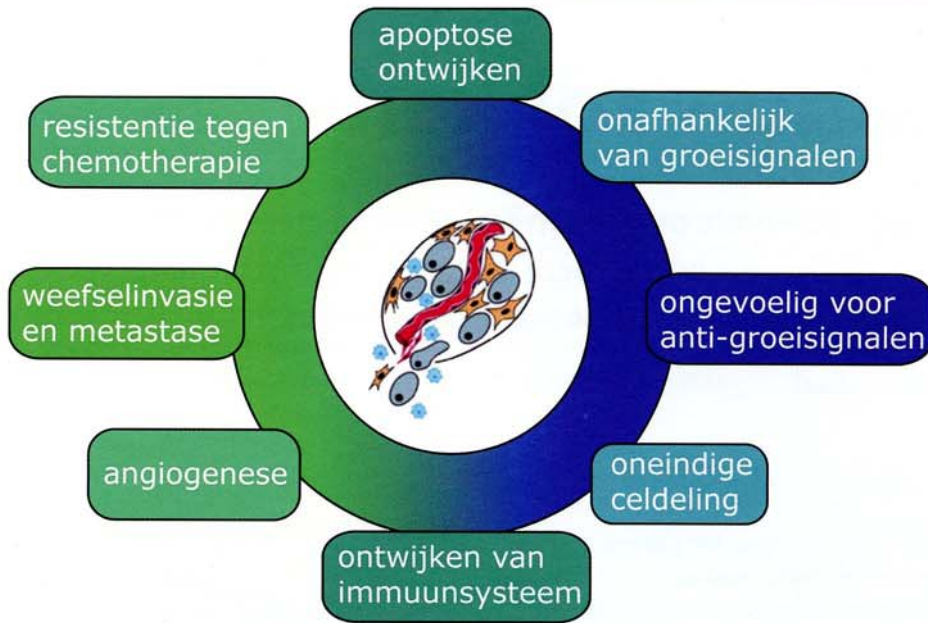 apoptose
ontwijken
onafhankelijk
van groeisignalen
ongevoelig voor
anti-groeisignalen
oneindige
celdeling
ontwijken van
immuunsysteem
angiogenese
weefselinvasie
en metastase
resistentie tegen
chemotherapie